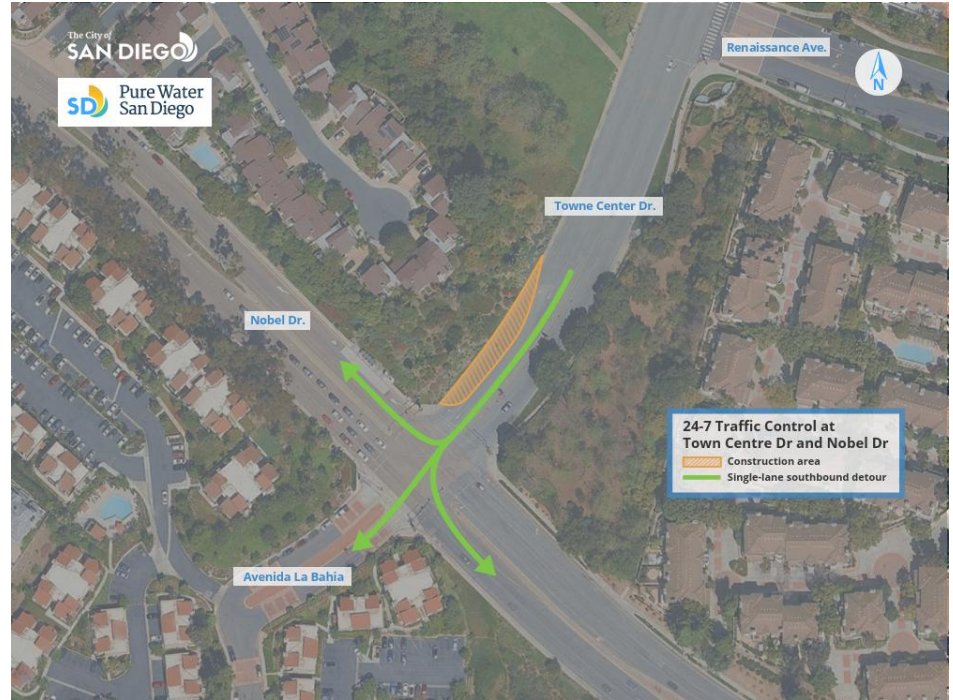 The City of
SAN DIEGO
SD
Pure Water
San Diego
Renaissance Ave.
N
Towne Center Dr.
Nobel Dr.
24-7 Traffic Control at
Town Centre Dr and Nobel Dr
Construction area
Single-lane southbound detour
Avenida La Bahia